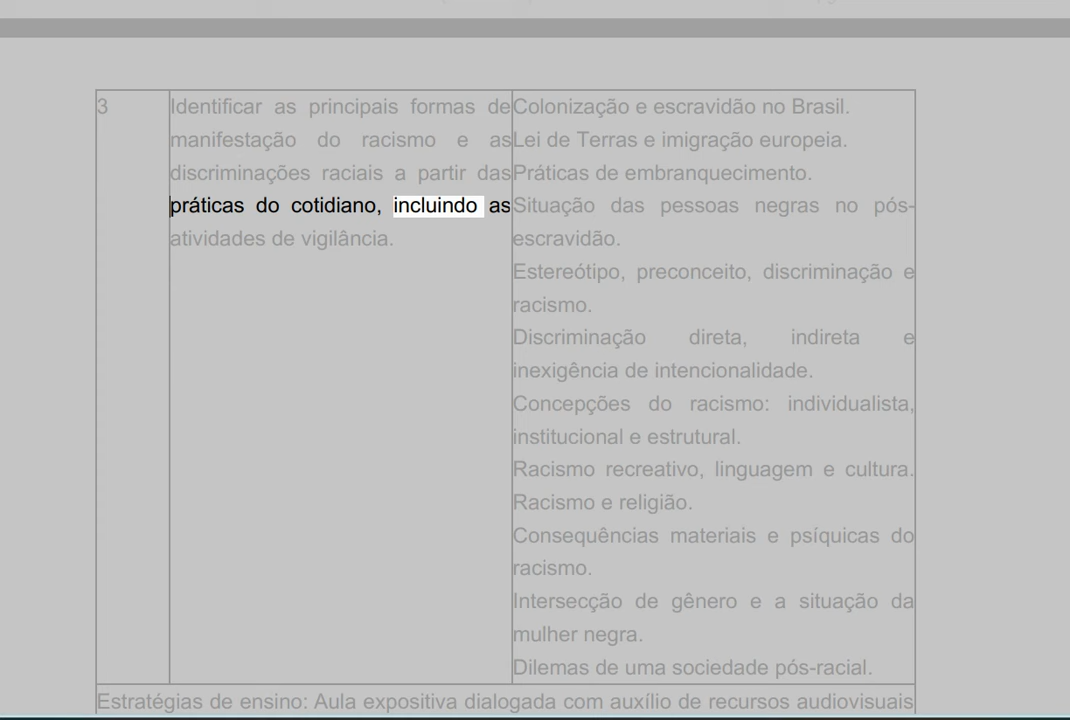 3
Identificar as principais formas de
manifestação do racismo e as
discriminações raciais a partir das
práticas do cotidiano, incluindo as
atividades de vigilância.
Colonização e escravidão no Brasil.
Lei de Terras e imigração europeia.
Práticas de embranquecimento.
Situação das pessoas negras no pós-
escravidão.
Estereótipo, preconceito, discriminação e
racismo.
Discriminação direta, indireta e
inexigência de intencionalidade.
Concepções do racismo: individualista,
institucional e estrutural.
Racismo recreativo, linguagem e cultura.
Racismo e religião.
Consequências materiais e psíquicas do
racismo.
Intersecção de gênero e a situação da
mulher negra.
Dilemas de uma sociedade pós-racial.
Estratégias de ensino: Aula expositiva dialogada com auxílio de recursos audiovisuais